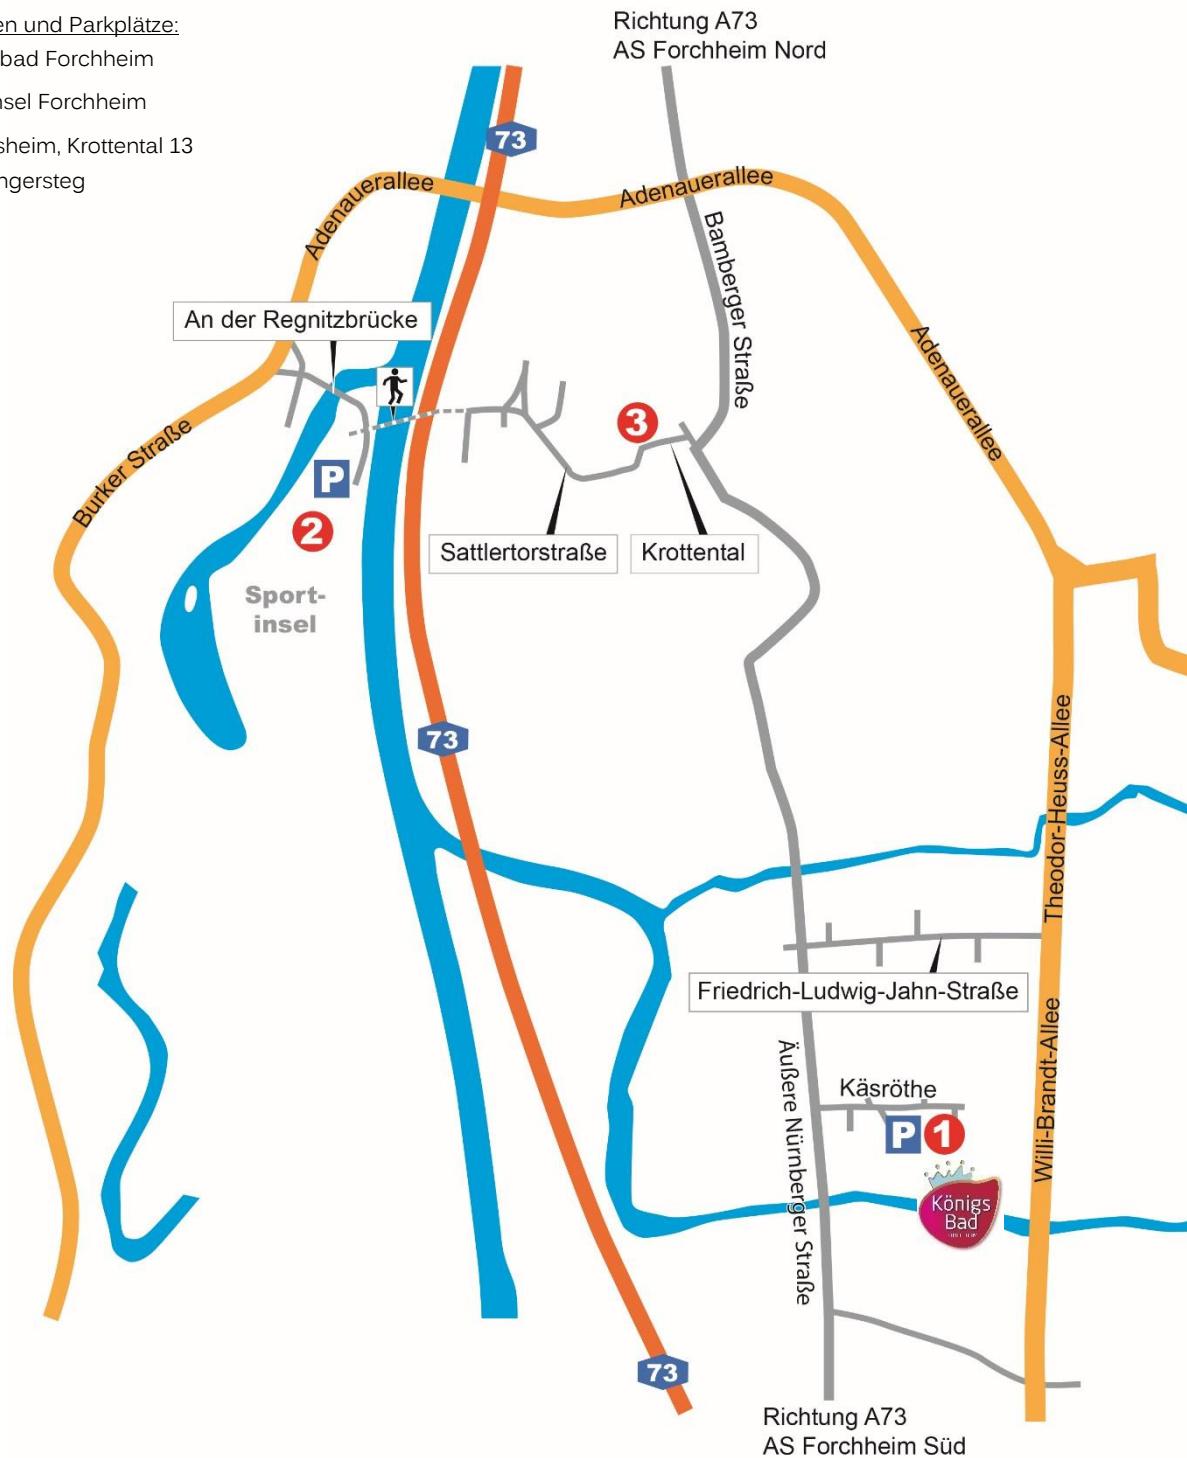 en und Parkplätze:
bad Forchheim
nsel Forchheim
sheim, Krottental 13
ngersteg
Richtung A73
AS Forchheim Nord
73
Adenauerallee
Adenauerallee
Bamberger Straße
An der Regnitzbrücke
Adenauerallee
3
Burker Straße
P
2
Sattlertorstraße
Krottental
Sport-
insel
73
Theodor-Heuss-Allee
Friedrich-Ludwig-Jahn-Straße
Äußere Nürnberger Straße
Käsröthe
Willi-Brandt-Allee
P
1
Königs
Bad
73
Richtung A73
AS Forchheim Süd